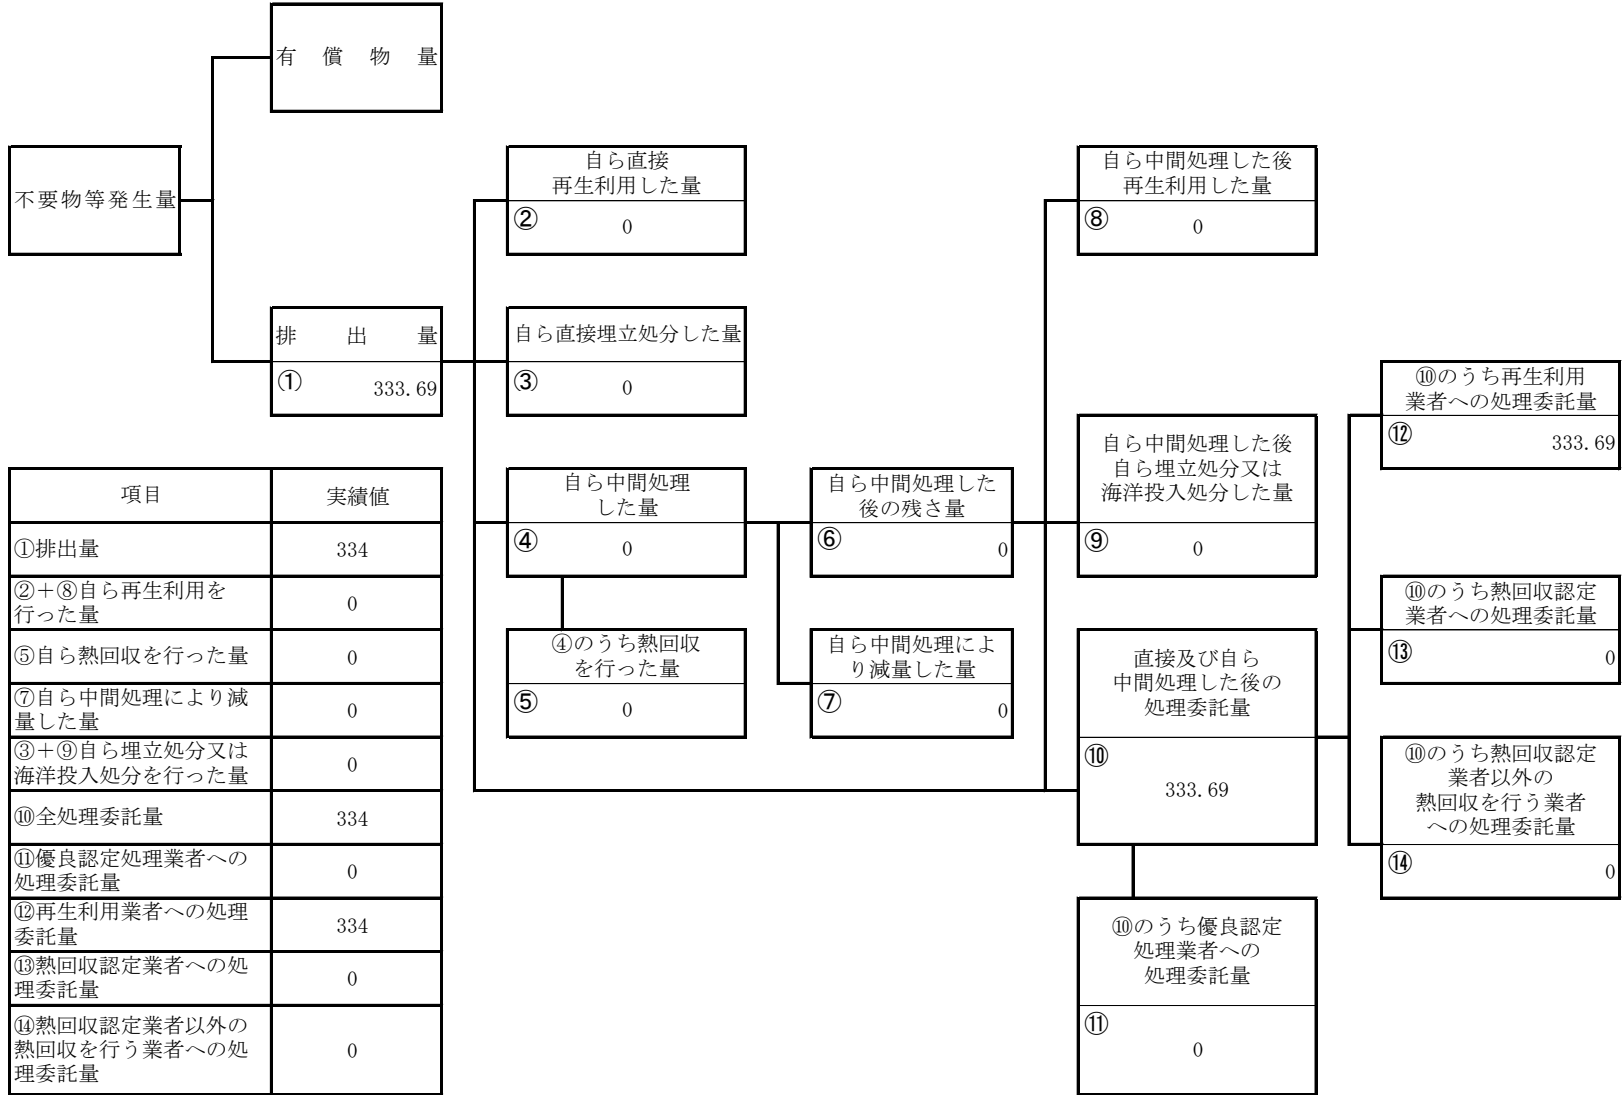 有償物量
不要物等発生量
排出量
①
333.69
自ら直接
再生利用した量
②
0
自ら直接埋立処分した量
③
0
自ら中間処理
した量
④
0
④のうち熱回収
を行った量
⑤
0
自ら中間処理した
後の残さ量
⑥
0
自ら中間処理によ
り減量した量
⑦
0
自ら中間処理した後
再生利用した量
⑧
0
自ら中間処理した後
自ら埋立処分又は
海洋投入処分した量
⑨
0
直接及び自ら
中間処理した後の
処理委託量
⑩
333.69
⑩のうち優良認定
処理業者への
処理委託量
⑪
0
⑩のうち再生利用
業者への処理委託量
⑫
333.69
⑩のうち熱回収認定
業者への処理委託量
⑬
0
⑩のうち熱回収認定
業者以外の
熱回収を行う業者
への処理委託量
⑭
0
項目 実績値
①排出量 334
②+⑧自ら再生利用を
行った量 0
⑤自ら熱回収を行った量 0
⑦自ら中間処理により減
量した量 0
③+⑨自ら埋立処分又は
海洋投入処分を行った量 0
⑩全処理委託量 334
⑪優良認定処理業者への
処理委託量 0
⑫再生利用業者への処理
委託量 334
⑬熱回収認定業者への処
理委託量 0
⑭熱回収認定業者以外の
熱回収を行う業者への処
理委託量 0